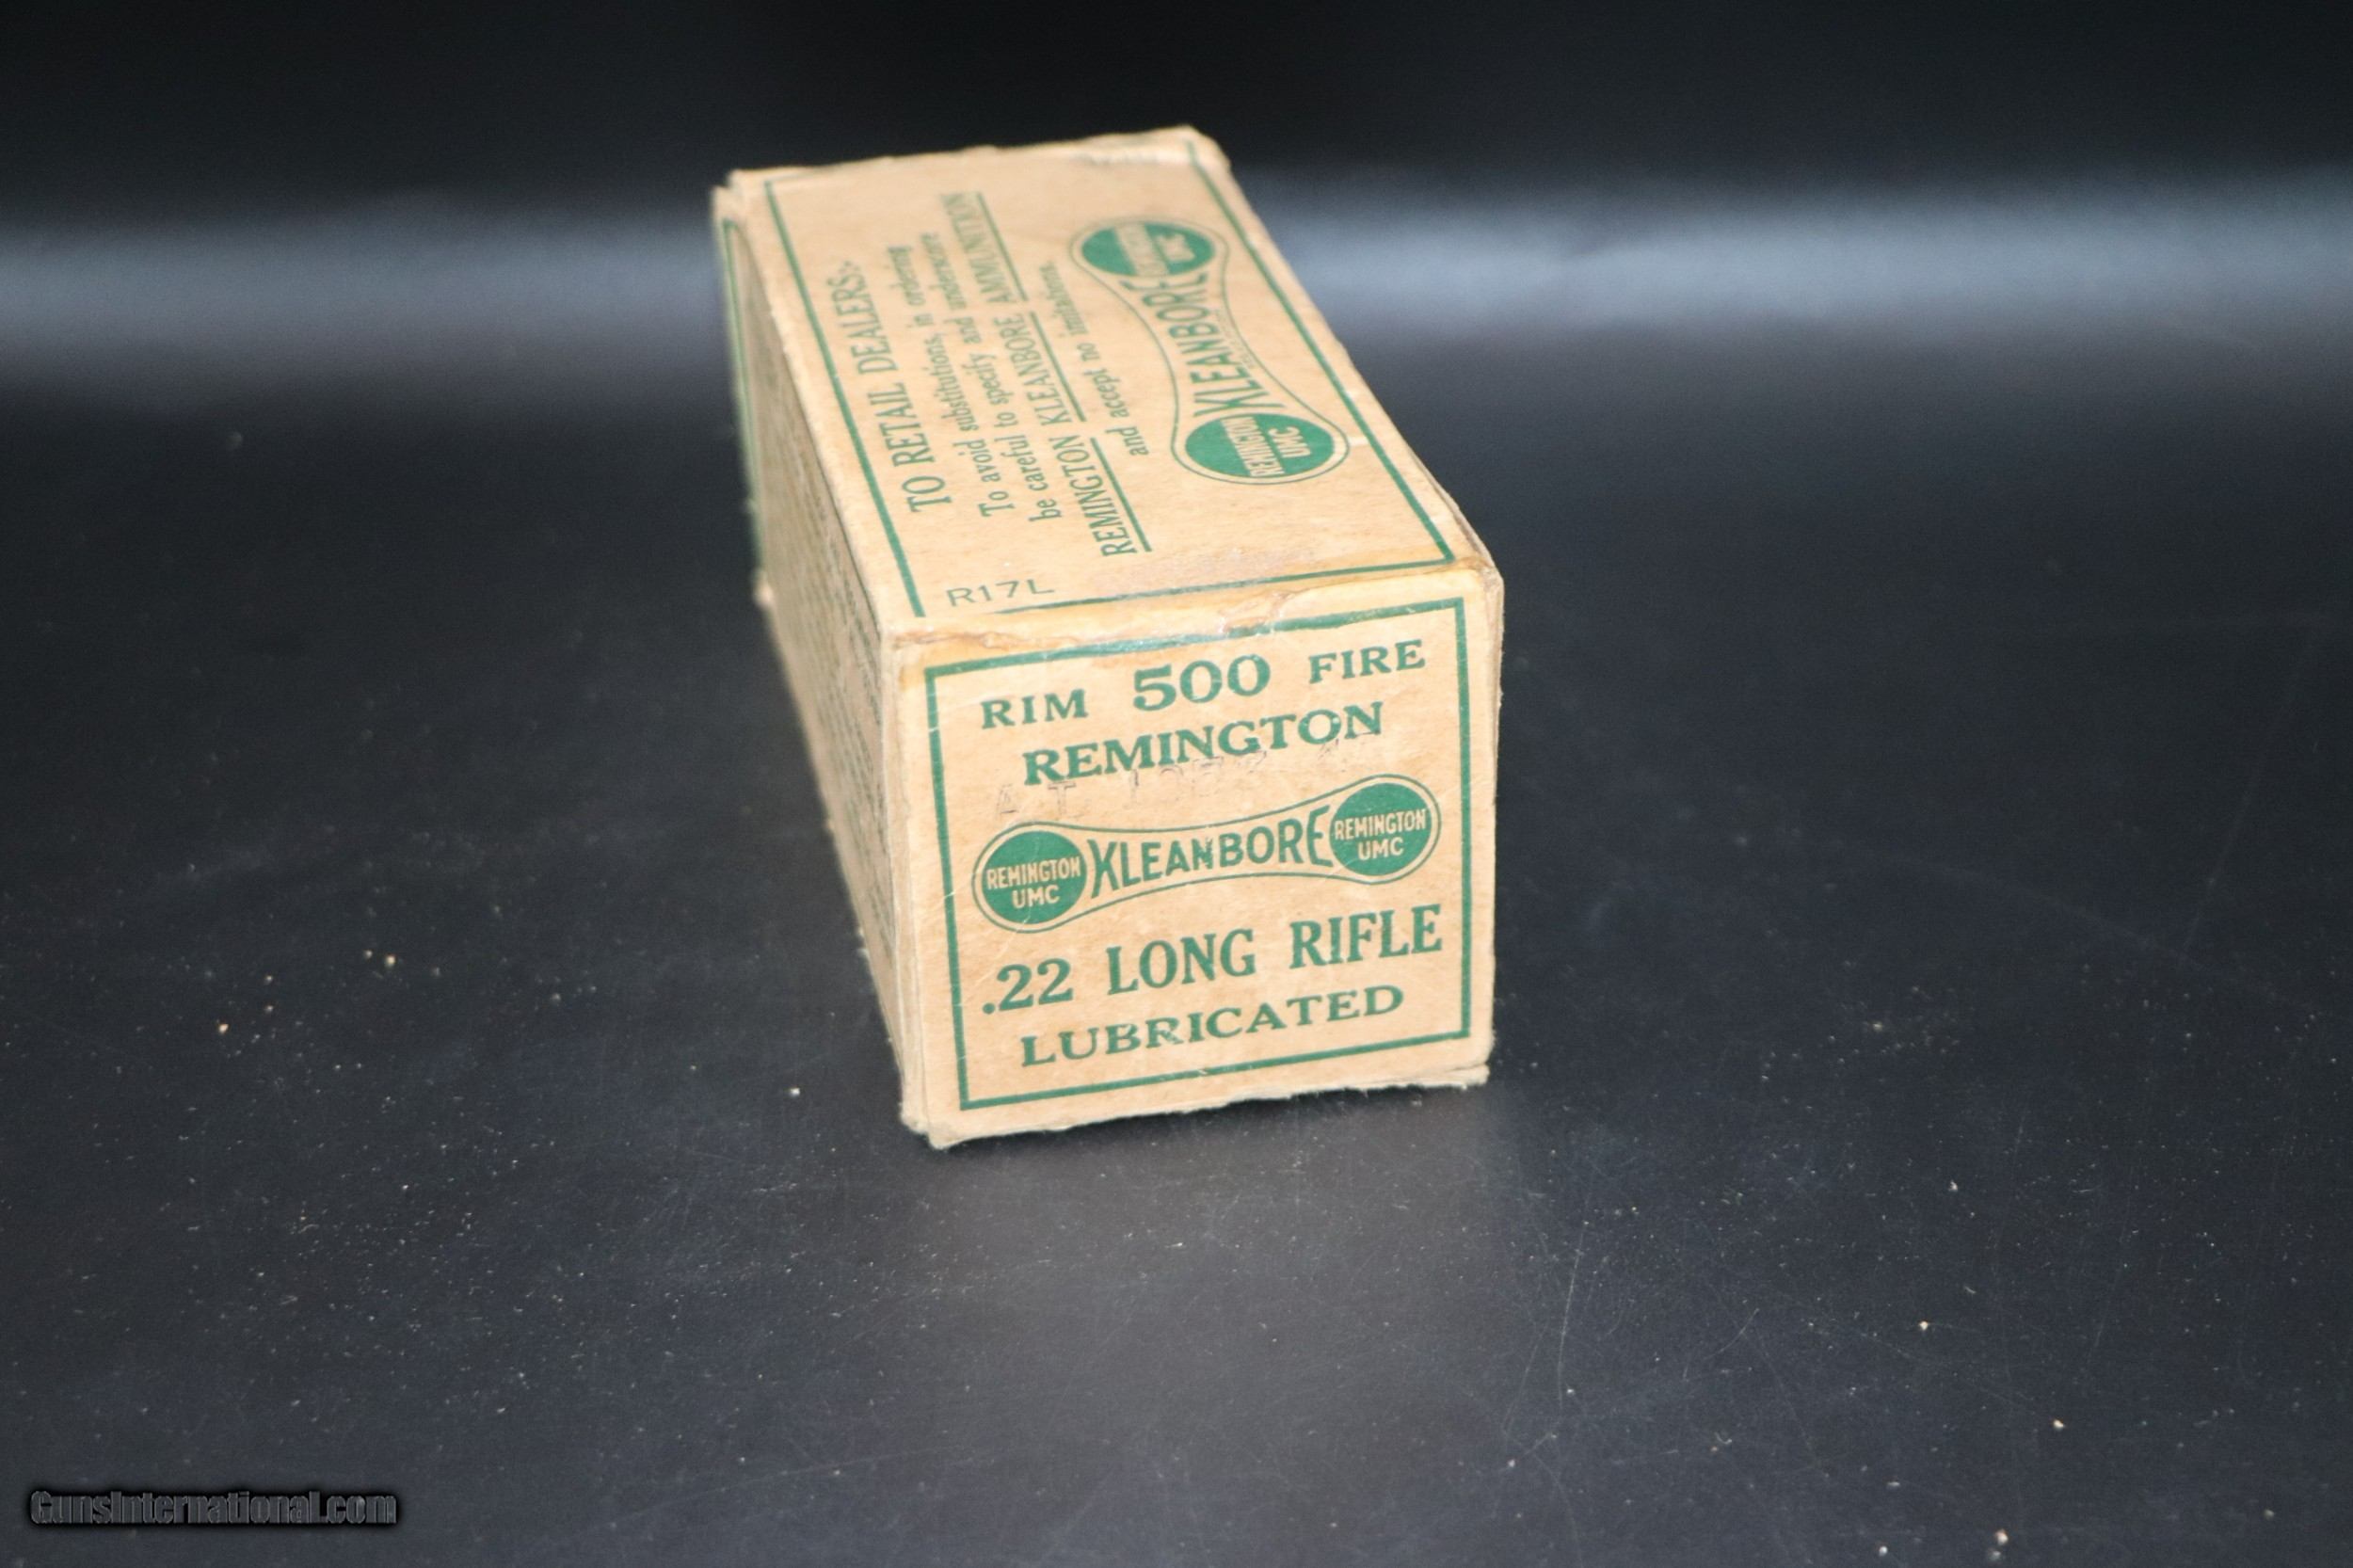 TO RETAIL DEALERS:-
To avoid substitutions, in ordering
be careful to specify and underscore
REMINGTON KLEANBORE AMMUNITION
and accept no imitations.
REMINGTON
UMC
KLEANBORE
REMINGTON
UMC
R17L
RIM 500 FIRE
REMINGTON
REMINGTON
UMC
KLEANBORE
REMINGTON
UMC
.22 LONG RIFLE
LUBRICATED
GunsInternational.com